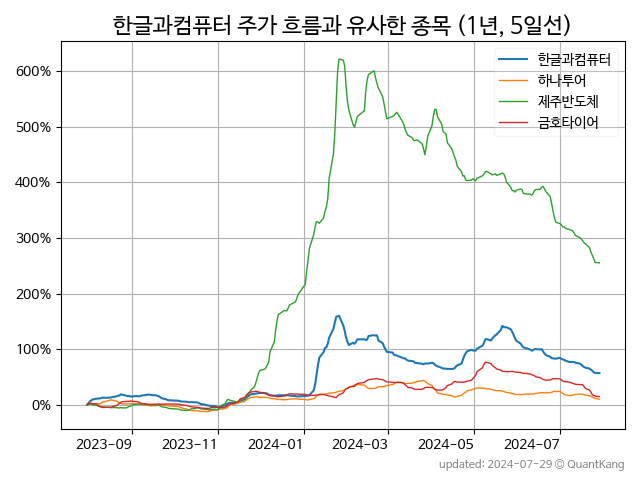 한글과컴퓨터 주가 흐름과 유사한 종목 (1년, 5일선)
한글과컴퓨터
하나투어
제주반도체
금호타이어
600%
500%
400%
300%
200%
100%
0%
2023-09 2023-11 2024-01 2024-03 2024-05 2024-07
updated: 2024-07-29 © QuantKang